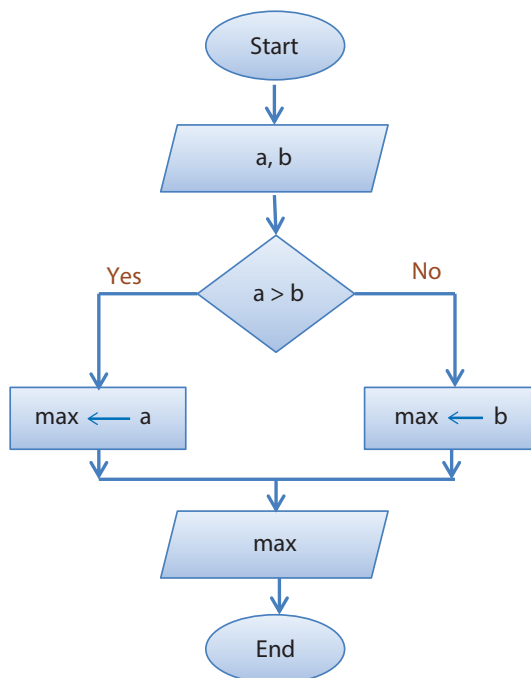 Start
a, b
Yes
No
a > b
max ← a
max ← b
max
End